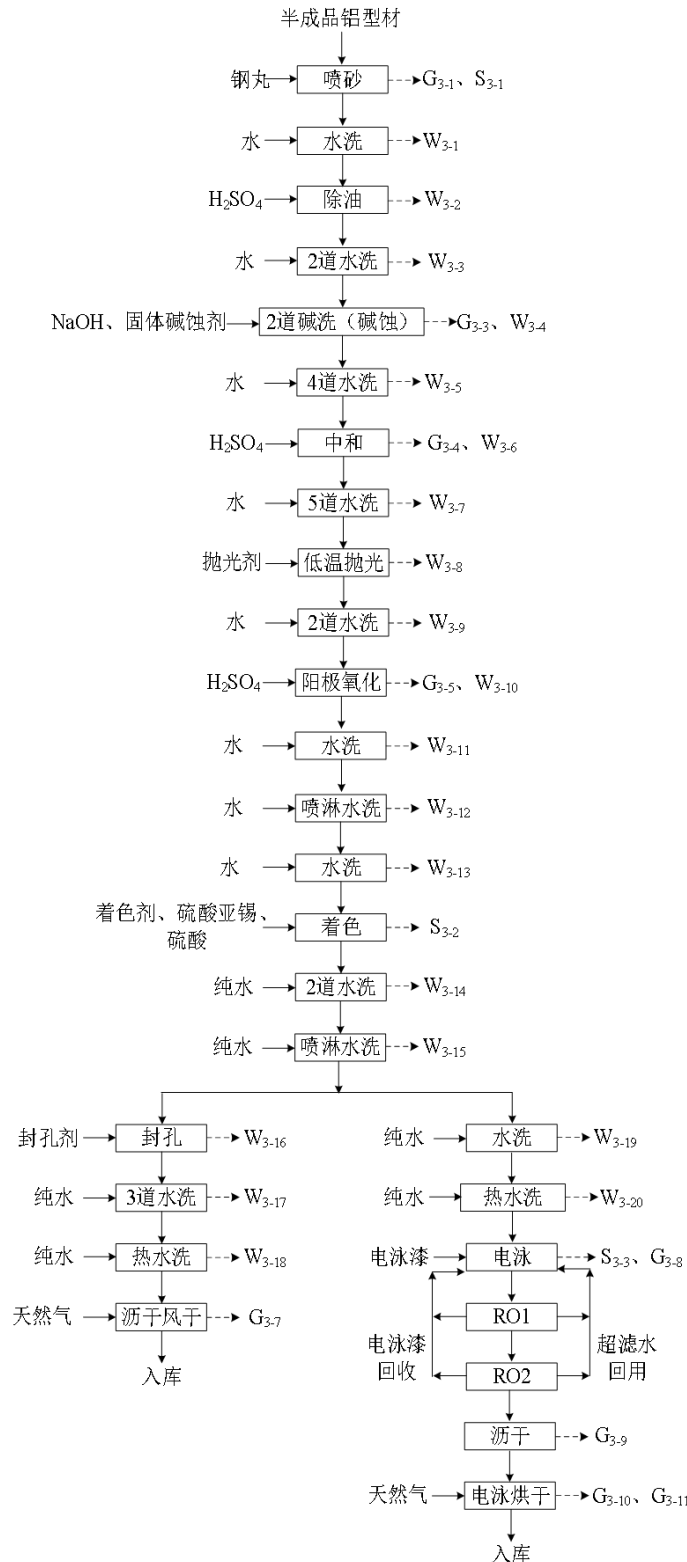 半成品铝型材
钢丸 喷砂 G3-1、S3-1
水 水洗 W3-1
H2SO4 除油 W3-2
水 2道水洗 W3-3
NaOH、固体碱蚀剂 2道碱洗（碱蚀） G3-3、W3-4
水 4道水洗 W3-5
H2SO4 中和 G3-4、W3-6
水 5道水洗 W3-7
抛光剂 低温抛光 W3-8
水 2道水洗 W3-9
H2SO4 阳极氧化 G3-5、W3-10
水 水洗 W3-11
水 喷淋水洗 W3-12
水 水洗 W3-13
着色剂、硫酸亚锡、
硫酸 着色 S3-2
纯水 2道水洗 W3-14
纯水 喷淋水洗 W3-15
封孔剂 封孔 W3-16
纯水 3道水洗 W3-17
纯水 热水洗 W3-18
天然气 沥干风干 G3-7
入库
纯水 水洗 W3-19
纯水 热水洗 W3-20
电泳漆 电泳 S3-3、G3-8
RO1
电泳漆
回收
超滤水
回用
RO2
沥干 G3-9
天然气 电泳烘干 G3-10、G3-11
入库